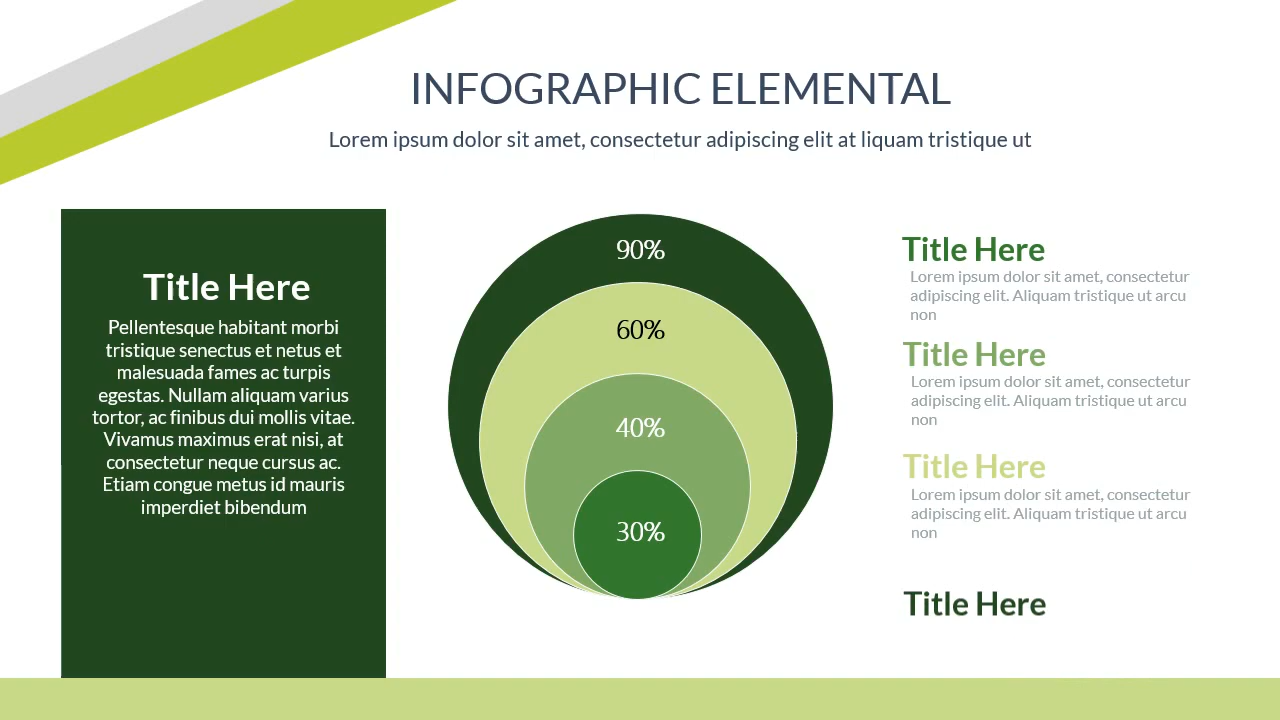 INFOGRAPHIC ELEMENTAL
Lorem ipsum dolor sit amet, consectetur adipiscing elit at liquam tristique ut
Title Here
Pellentesque habitant morbi
tristique senectus et netus et
malesuada fames ac turpis
egestas. Nullam aliquam varius
tortor, ac finibus dui mollis vitae.
Vivamus maximus erat nisi, at
consectetur neque cursus ac.
Etiam congue metus id mauris
imperdiet bibendum
90%
60%
40%
30%
Title Here
Lorem ipsum dolor sit amet, consectetur
adipiscing elit. Aliquam tristique ut arcu
non
Title Here
Lorem ipsum dolor sit amet, consectetur
adipiscing elit. Aliquam tristique ut arcu
non
Title Here
Lorem ipsum dolor sit amet, consectetur
adipiscing elit. Aliquam tristique ut arcu
non
Title Here